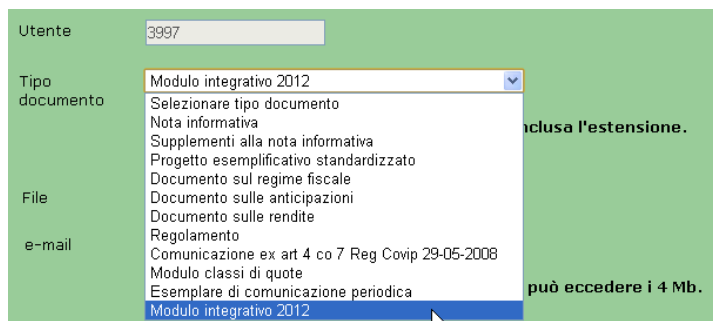 Utente
3997
Tipo
documento
Modulo integrativo 2012
Selezionare tipo documento
Nota informativa
Supplementi alla nota informativa
Progetto esemplificativo standardizzato
Documento sul regime fiscale
Documento sulle anticipazioni
Documento sulle rendite
Regolamento
Comunicazione ex art 4 co 7 Reg Covip 29-05-2008
Modulo classi di quote
Esemplare di comunicazione periodica
Modulo integrativo 2012
nclusa l'estensione.
File
e-mail
può eccedere i 4 Mb.